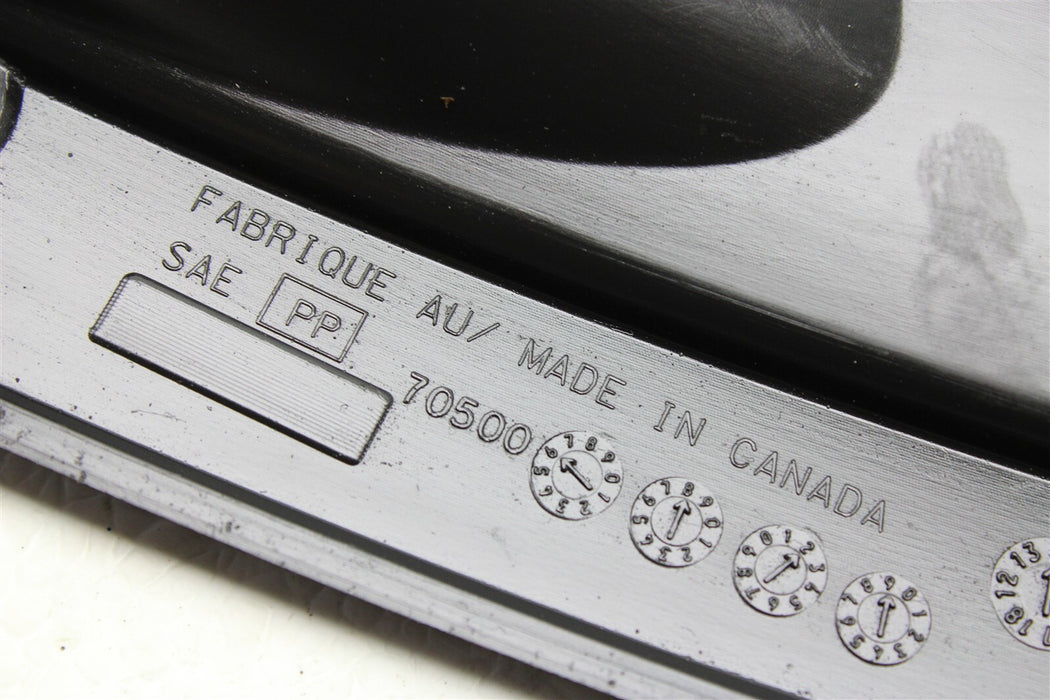 FABRIQUE AU/ MADE IN CANADA
SAE PP
70500